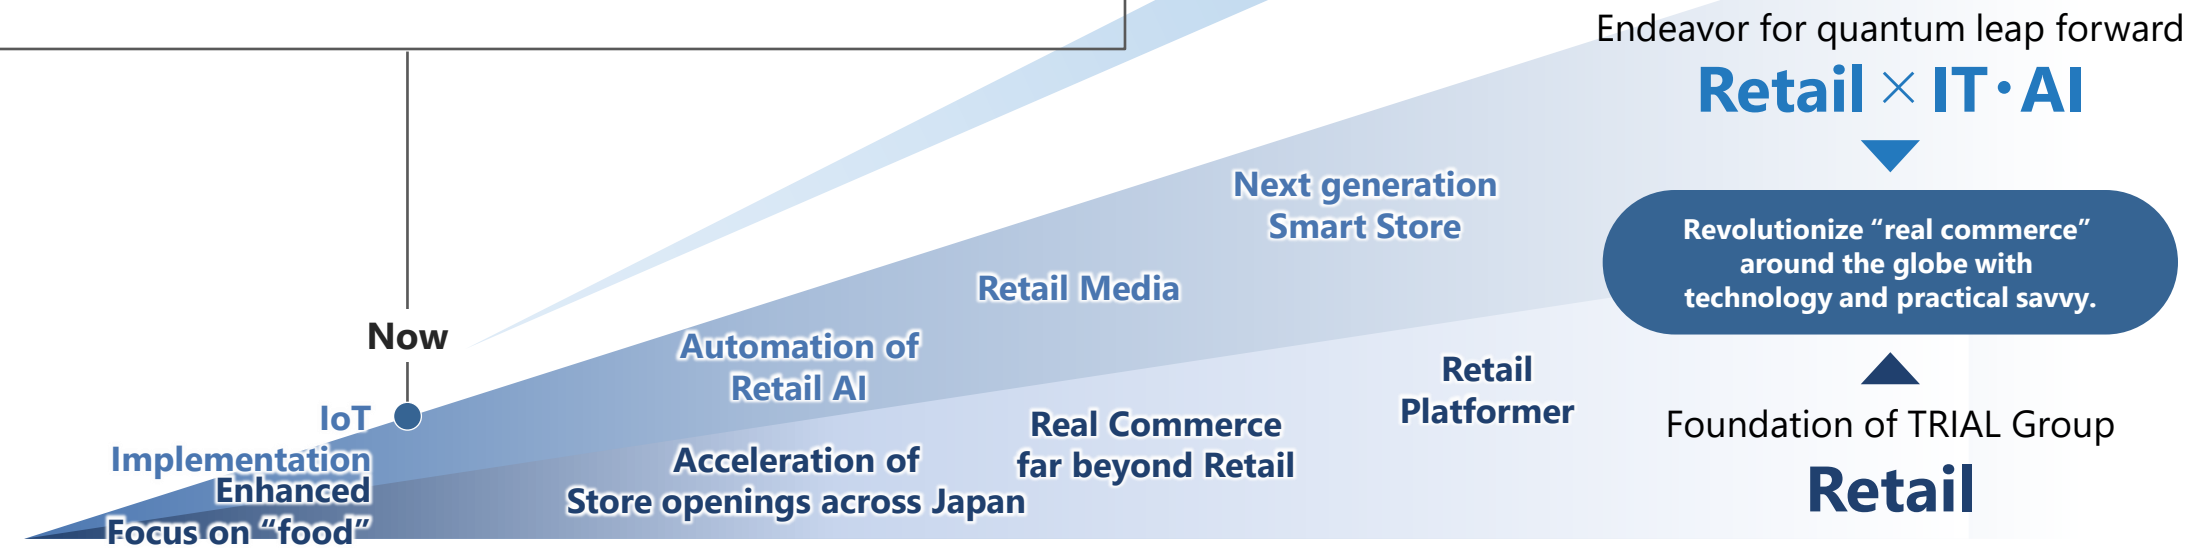 Endeavor for quantum leap forward
Retail × IT・AI
Next generation
Smart Store
Revolutionize “real commerce”
around the globe with
technology and practical savvy.
Retail Media
Now
Automation of
Retail AI
Retail
Platformer
IoT
Implementation
Real Commerce
far beyond Retail
Foundation of TRIAL Group
Retail
Acceleration of
Store openings across Japan
Enhanced
Focus on “food”